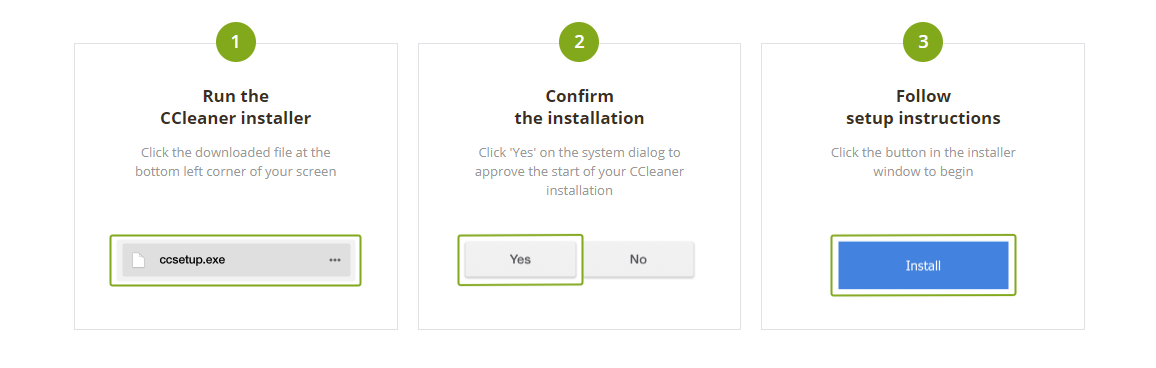 1
Run the
CCleaner installer
Click the downloaded file at the
bottom left corner of your screen
ccsetup.exe
2
Confirm
the installation
Click 'Yes' on the system dialog to
approve the start of your CCleaner
installation
Yes No
3
Follow
setup instructions
Click the button in the installer
window to begin
Install